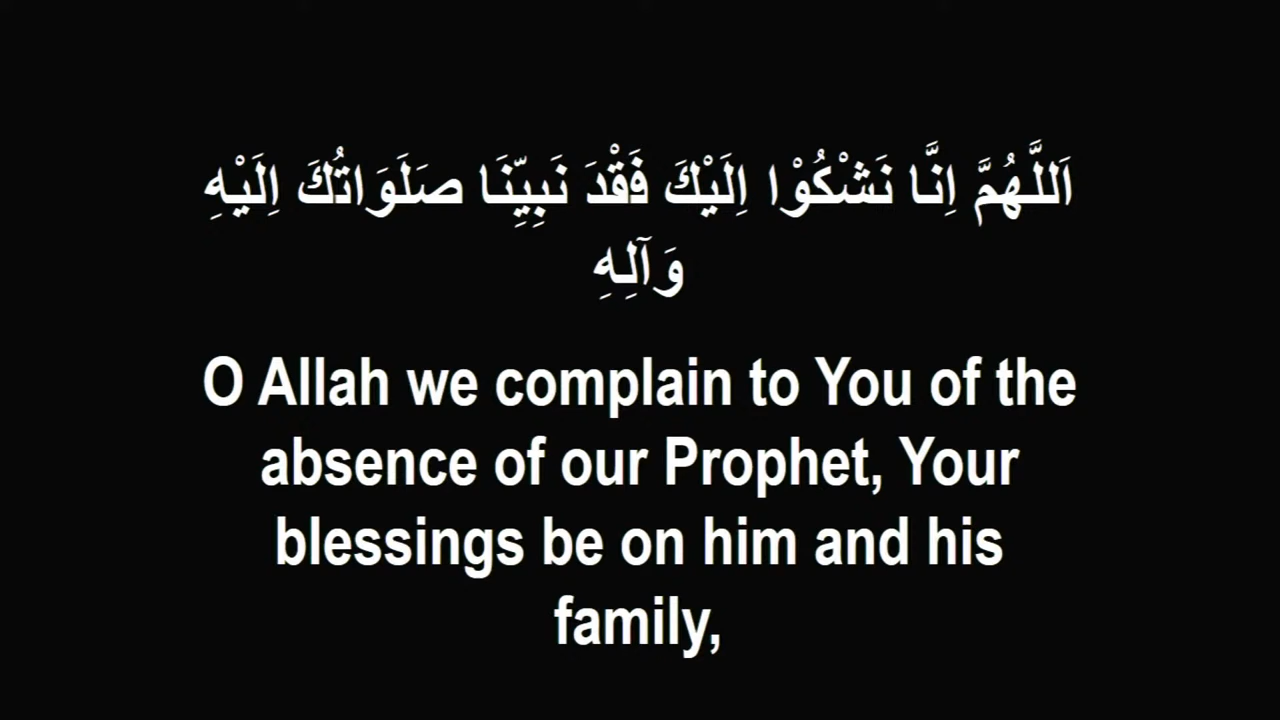 اَللَّهُمَّ اِنَّا نَشْكُوْا اِلَيْكَ فَقْدَ نَبِيِّنَا صَلَوَاتُكَ اِلَيْهِ
وَآلِهِ
O Allah we complain to You of the
absence of our Prophet, Your
blessings be on him and his
family,